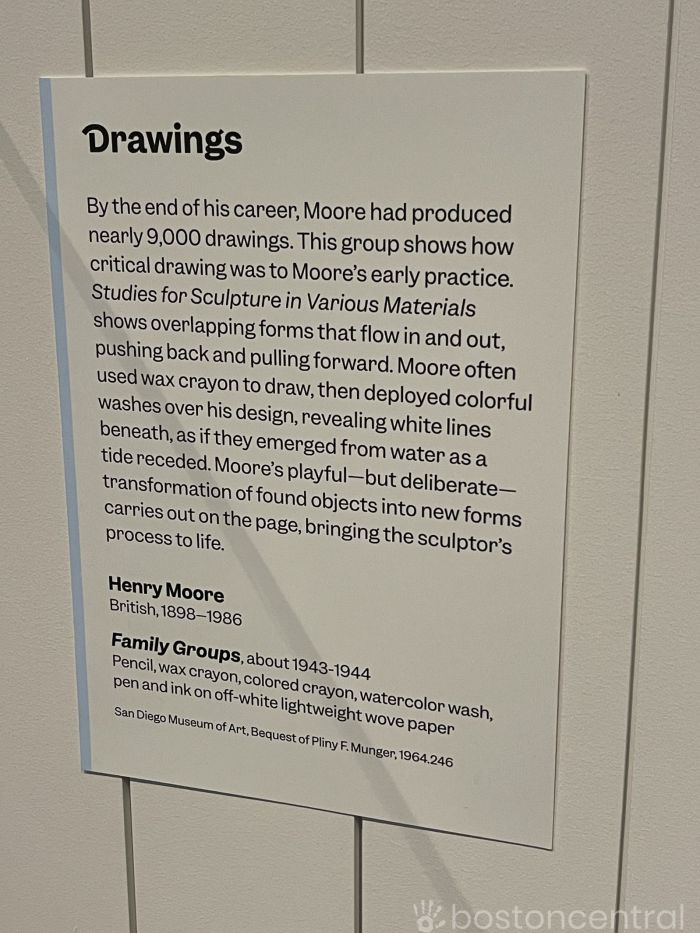 Drawings
By the end of his career, Moore had produced
nearly 9,000 drawings. This group shows how
critical drawing was to Moore's early practice.
Studies for Sculpture in Various Materials
shows overlapping forms that flow in and out,
pushing back and pulling forward. Moore often
used wax crayon to draw, then deployed colorful
washes over his design, revealing white lines
beneath, as if they emerged from water as a
tide receded. Moore's playful—but deliberate—
transformation of found objects into new forms
carries out on the page, bringing the sculptor's
process to life.
Henry Moore
British, 1898–1986
Family Groups, about 1943-1944
Pencil, wax crayon, colored crayon, watercolor wash,
pen and ink on off-white lightweight wove paper
San Diego Museum of Art, Bequest of Pliny F. Munger, 1964.246
bostoncentral